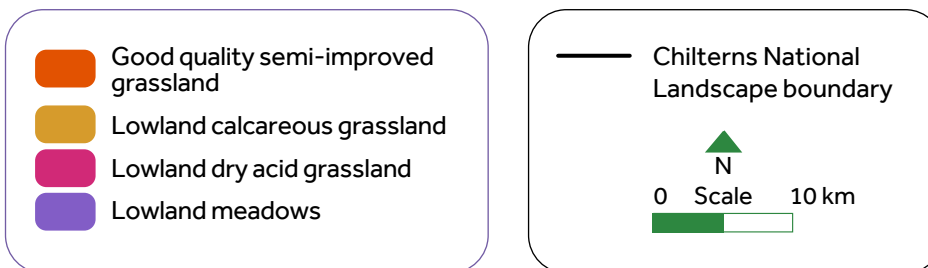 Good quality semi-improved
grassland
Lowland calcareous grassland
Lowland dry acid grassland
Lowland meadows
Chilterns National
Landscape boundary
N
0 Scale 10 km